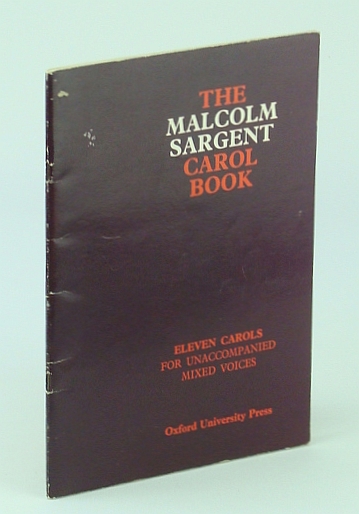 THE
MALCOLM
SARGENT
CAROL
BOOK
ELEVEN CAROLS
FOR UNACCOMPANIED
MIXED VOICES
Oxford University Press